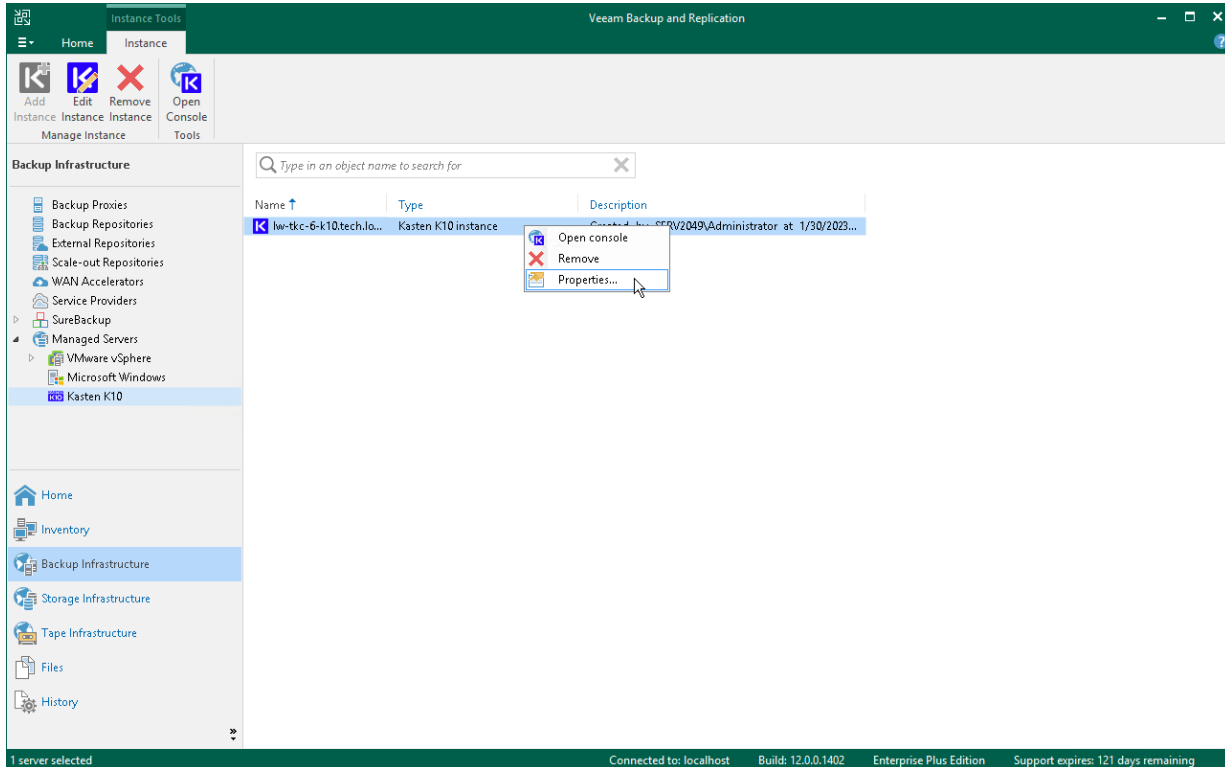 Instance Tools
Veeam Backup and Replication
Home Instance
Add Instance
Edit Instance
Remove Instance
Open Console
Manage Instance
Tools
Backup Infrastructure
Type in an object name to search for
Backup Proxies
Backup Repositories
External Repositories
Scale-out Repositories
WAN Accelerators
Service Providers
SureBackup
Managed Servers
VMware vSphere
Microsoft Windows
K10 Kasten K10
Name Type Description
lw-tkc-6-k10.tech.lo... Kasten K10 instance Created by SERV2049\Administrator at 1/30/2023...
Open console
Remove
Properties...
Home
Inventory
Backup Infrastructure
Storage Infrastructure
Tape Infrastructure
Files
History
1 server selected
Connected to: localhost Build: 12.0.0.1402 Enterprise Plus Edition Support expires: 121 days remaining